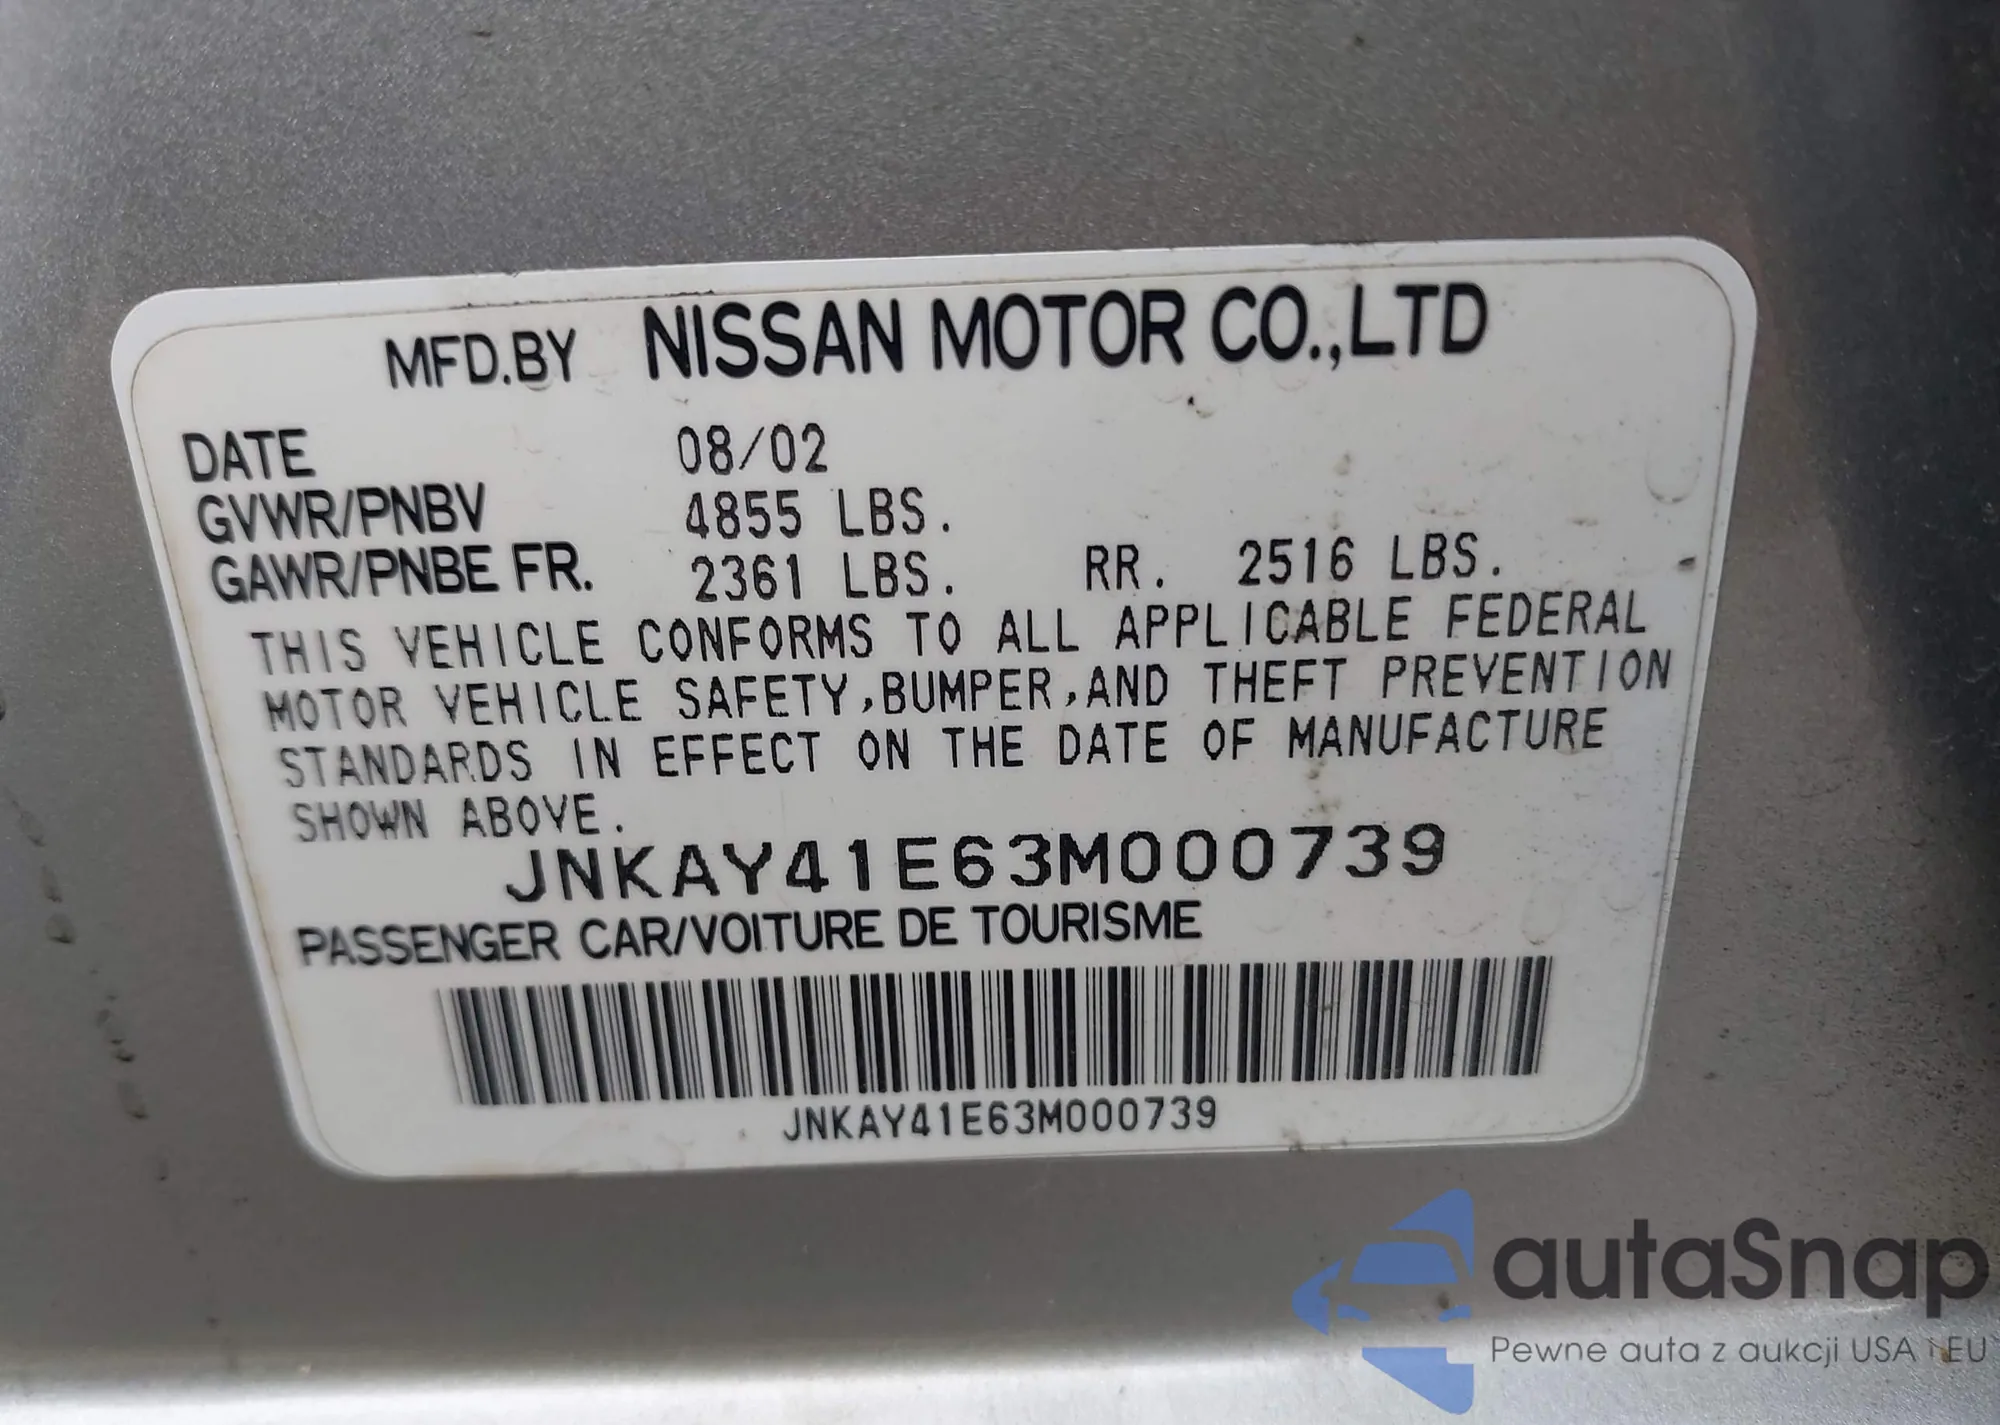 MFD.BY NISSAN MOTOR CO.,LTD
DATE 08/02
GVWR/PNBV 4855 LBS.
GAWR/PNBE FR. 2361 LBS. RR. 2516 LBS.
THIS VEHICLE CONFORMS TO ALL APPLICABLE FEDERAL
MOTOR VEHICLE SAFETY,BUMPER,AND THEFT PREVENTION
STANDARDS IN EFFECT ON THE DATE OF MANUFACTURE
SHOWN ABOVE.
JNKAY41E63M000739
PASSENGER CAR/VOITURE DE TOURISME
JNKAY41E63M000739
autaSnap
Pewne auta z aukcji USA i EU